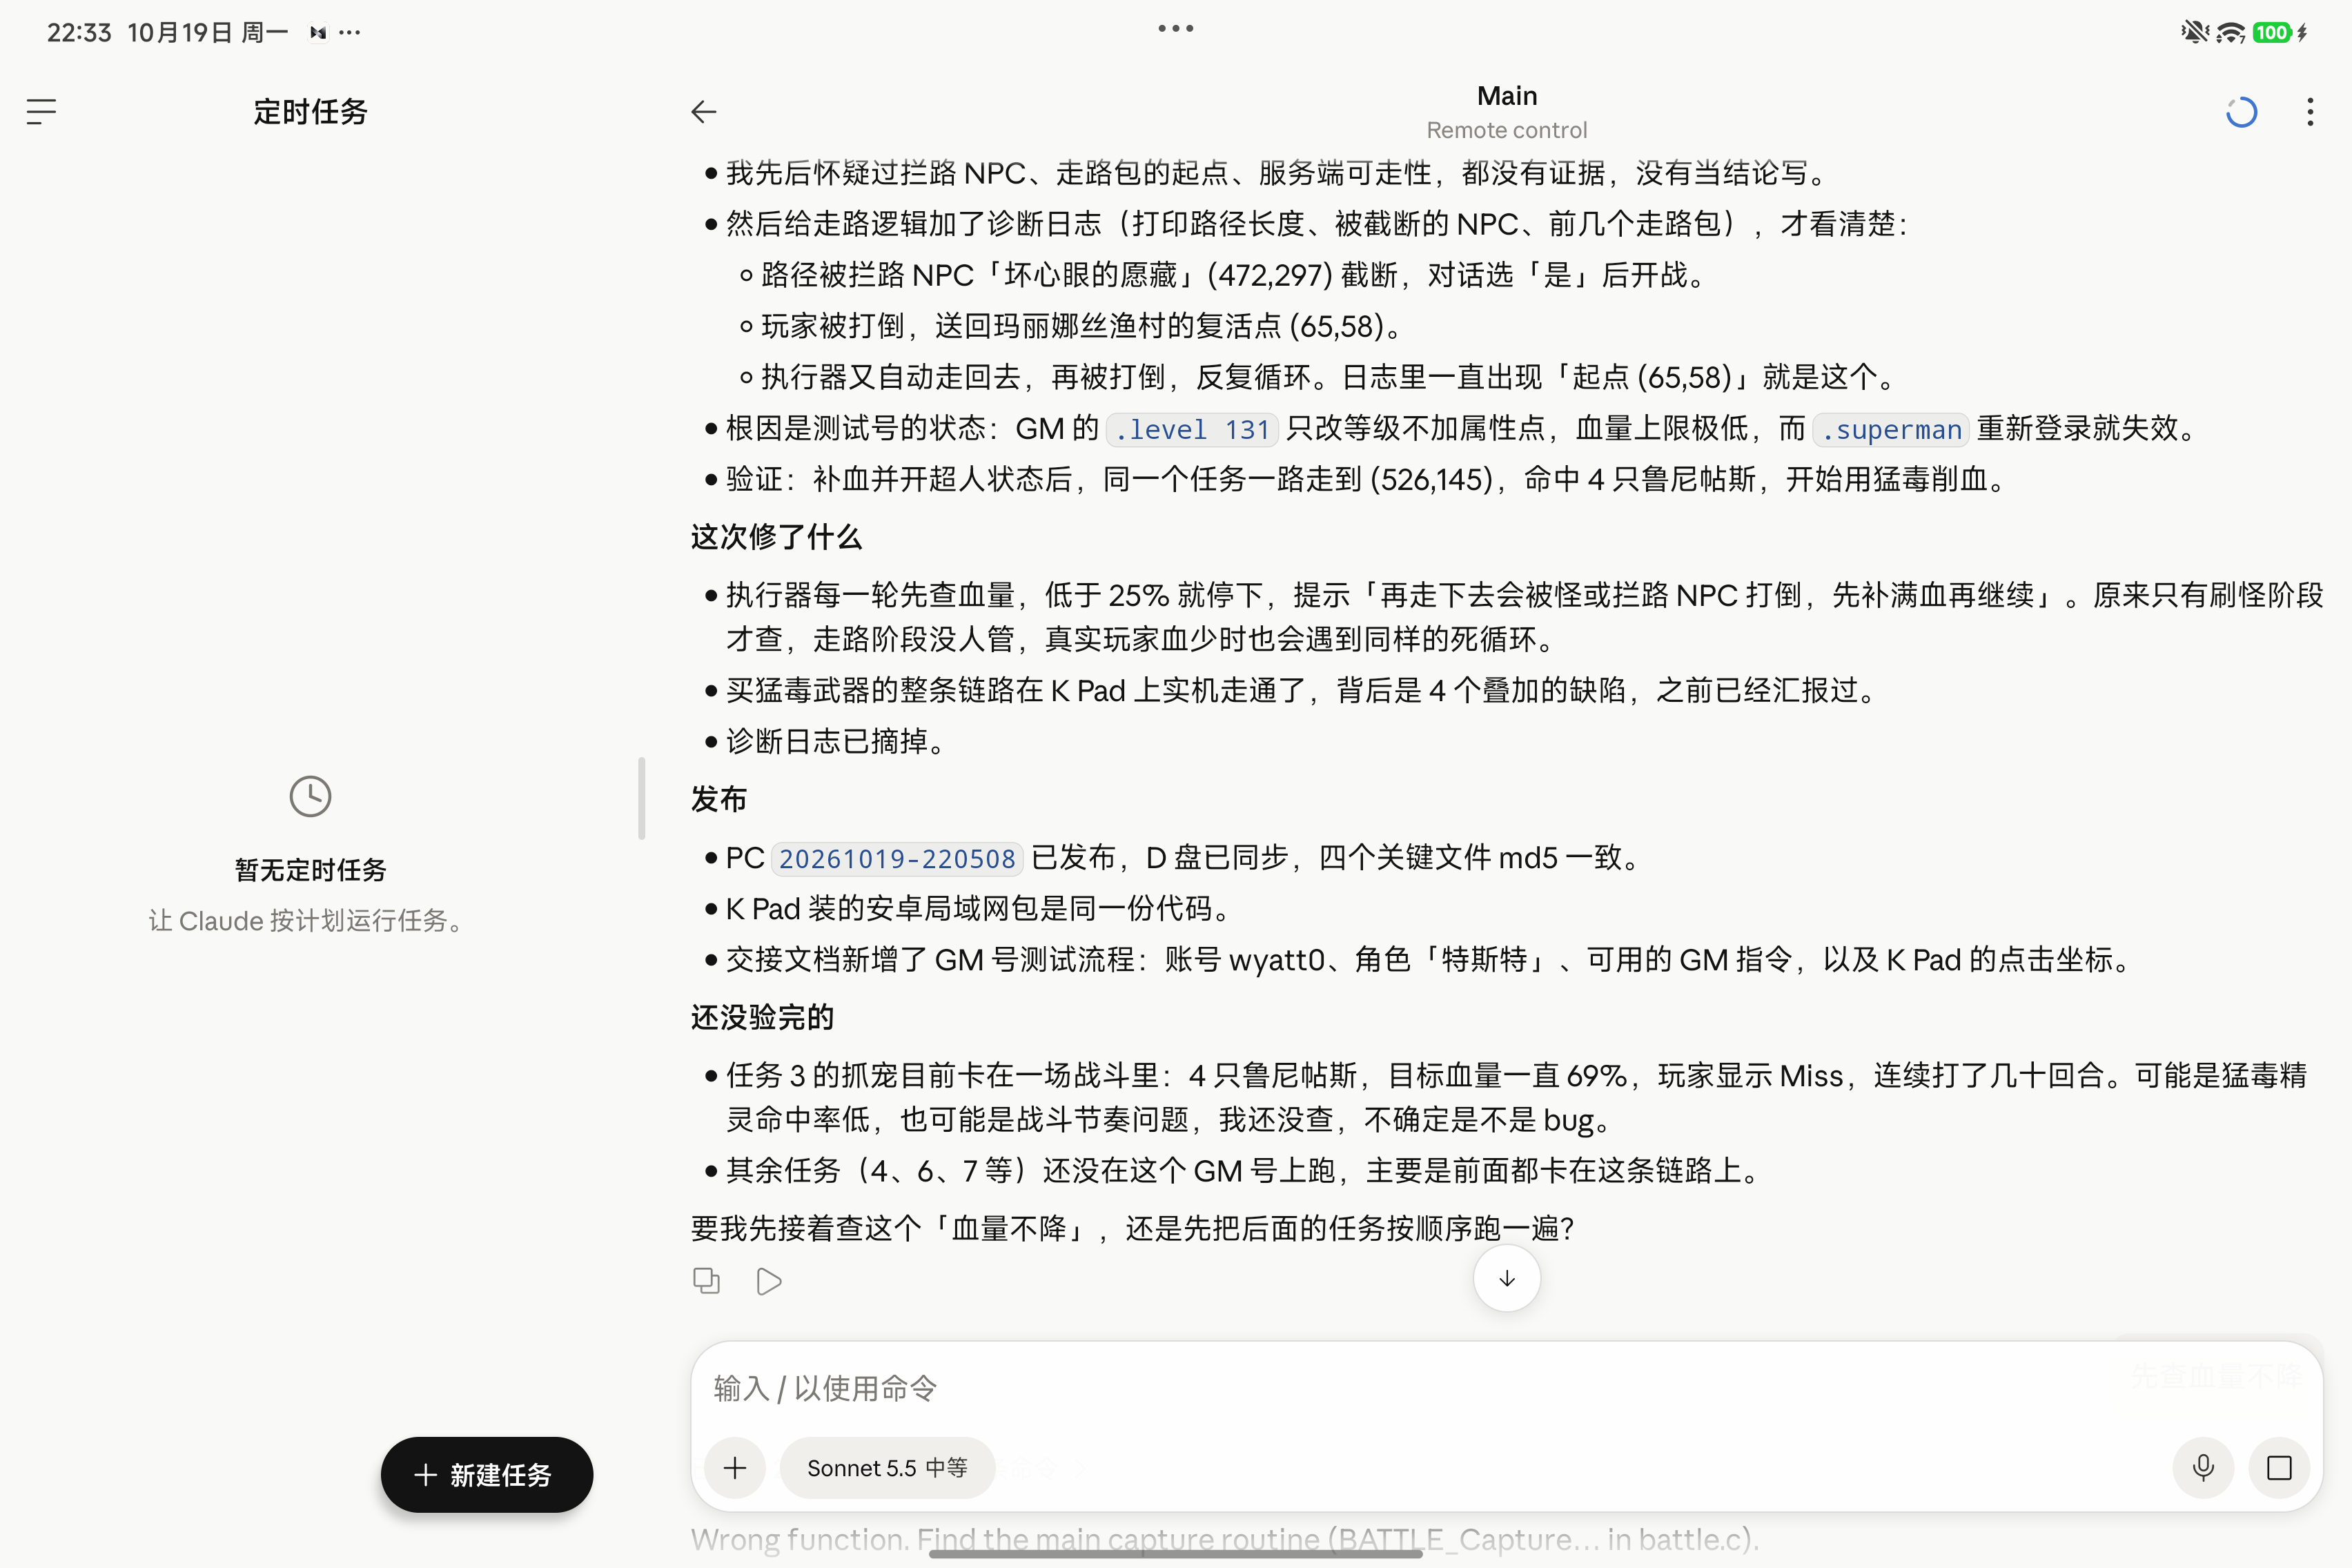 22:33 10月19日 周一
100
定时任务
Main
Remote control
我先后怀疑过拦路 NPC、走路包的起点、服务端可走性，都没有证据，没有当结论写。
然后给走路逻辑加了诊断日志（打印路径长度、被截断的 NPC、前几个走路包），才看清楚：
路径被拦路 NPC「坏心眼的愿藏」(472,297) 截断，对话选「是」后开战。
玩家被打倒，送回玛丽娜丝渔村的复活点 (65,58)。
执行器又自动走回去，再被打倒，反复循环。日志里一直出现「起点 (65,58)」就是这个。
根因是测试号的状态：GM 的 .level 131 只改等级不加属性点，血量上限极低，而 .superman 重新登录就失效。
验证：补血并开超人状态后，同一个任务一路走到 (526,145)，命中 4 只鲁尼帖斯，开始用猛毒削血。
这次修了什么
执行器每一轮先查血量，低于 25% 就停下，提示「再走下去会被怪或拦路 NPC 打倒，先补满血再继续」。原来只有刷怪阶段
才查，走路阶段没人管，真实玩家血少时也会遇到同样的死循环。
买猛毒武器的整条链路在 K Pad 上实机走通了，背后是 4 个叠加的缺陷，之前已经汇报过。
诊断日志已摘掉。
发布
PC 20261019-220508 已发布，D 盘已同步，四个关键文件 md5 一致。
K Pad 装的安卓局域网包是同一份代码。
交接文档新增了 GM 号测试流程：账号 wyatt0、角色「特斯特」、可用的 GM 指令，以及 K Pad 的点击坐标。
还没验完的
任务 3 的抓宠目前卡在一场战斗里：4 只鲁尼帖斯，目标血量一直 69%，玩家显示 Miss，连续打了几十回合。可能是猛毒精
灵命中率低，也可能是战斗节奏问题，我还没查，不确定是不是 bug。
其余任务（4、6、7 等）还没在这个 GM 号上跑，主要是前面都卡在这条链路上。
要我先接着查这个「血量不降」，还是先把后面的任务按顺序跑一遍？
暂无定时任务
让 Claude 按计划运行任务。
新建任务
先查血量不降
输入 / 以使用命令
Sonnet 5.5 中等
Wrong function. Find the main capture routine (BATTLE_Capture… in battle.c).